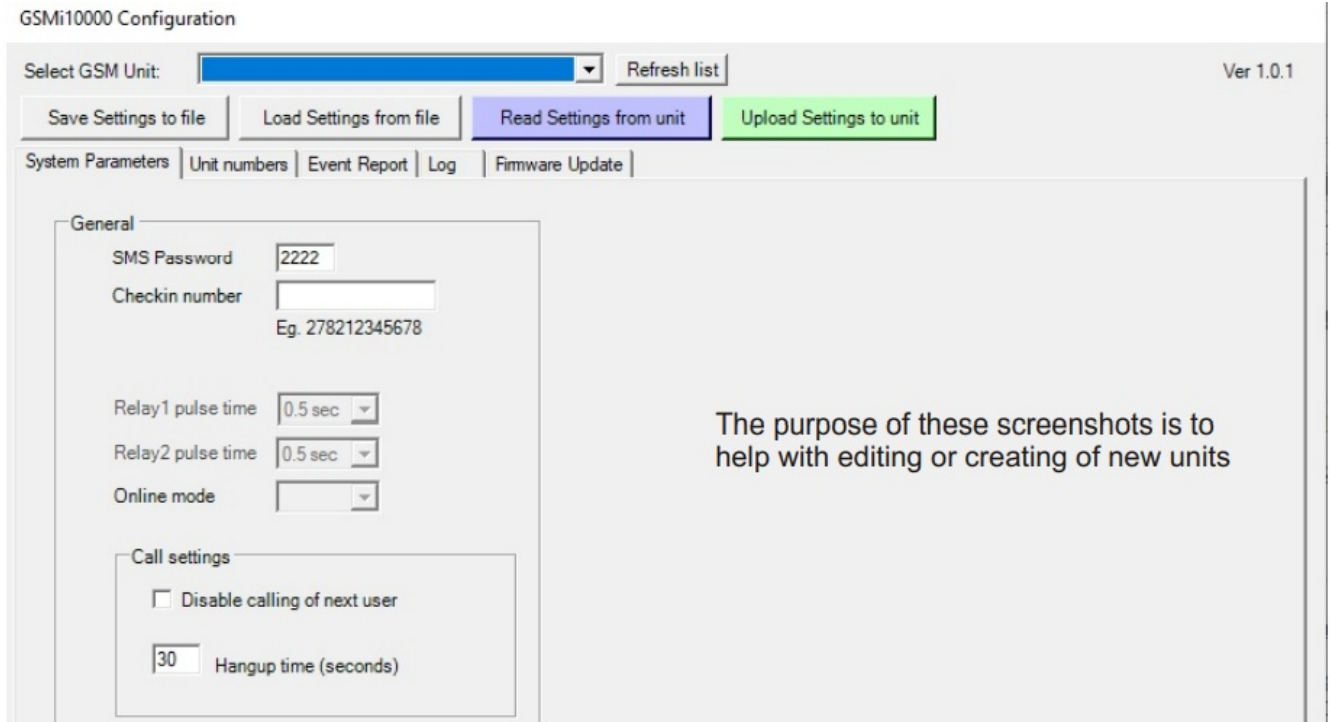 GSMi10000 Configuration
Select GSM Unit: Refresh list Ver 1.0.1
Save Settings to file Load Settings from file Read Settings from unit Upload Settings to unit
System Parameters Unit numbers Event Report Log Firmware Update
General
SMS Password 2222
Checkin number
Eg. 278212345678
Relay1 pulse time 0.5 sec
Relay2 pulse time 0.5 sec
The purpose of these screenshots is to
help with editing or creating of new units
Online mode
Call settings
Disable calling of next user
30 Hangup time (seconds)